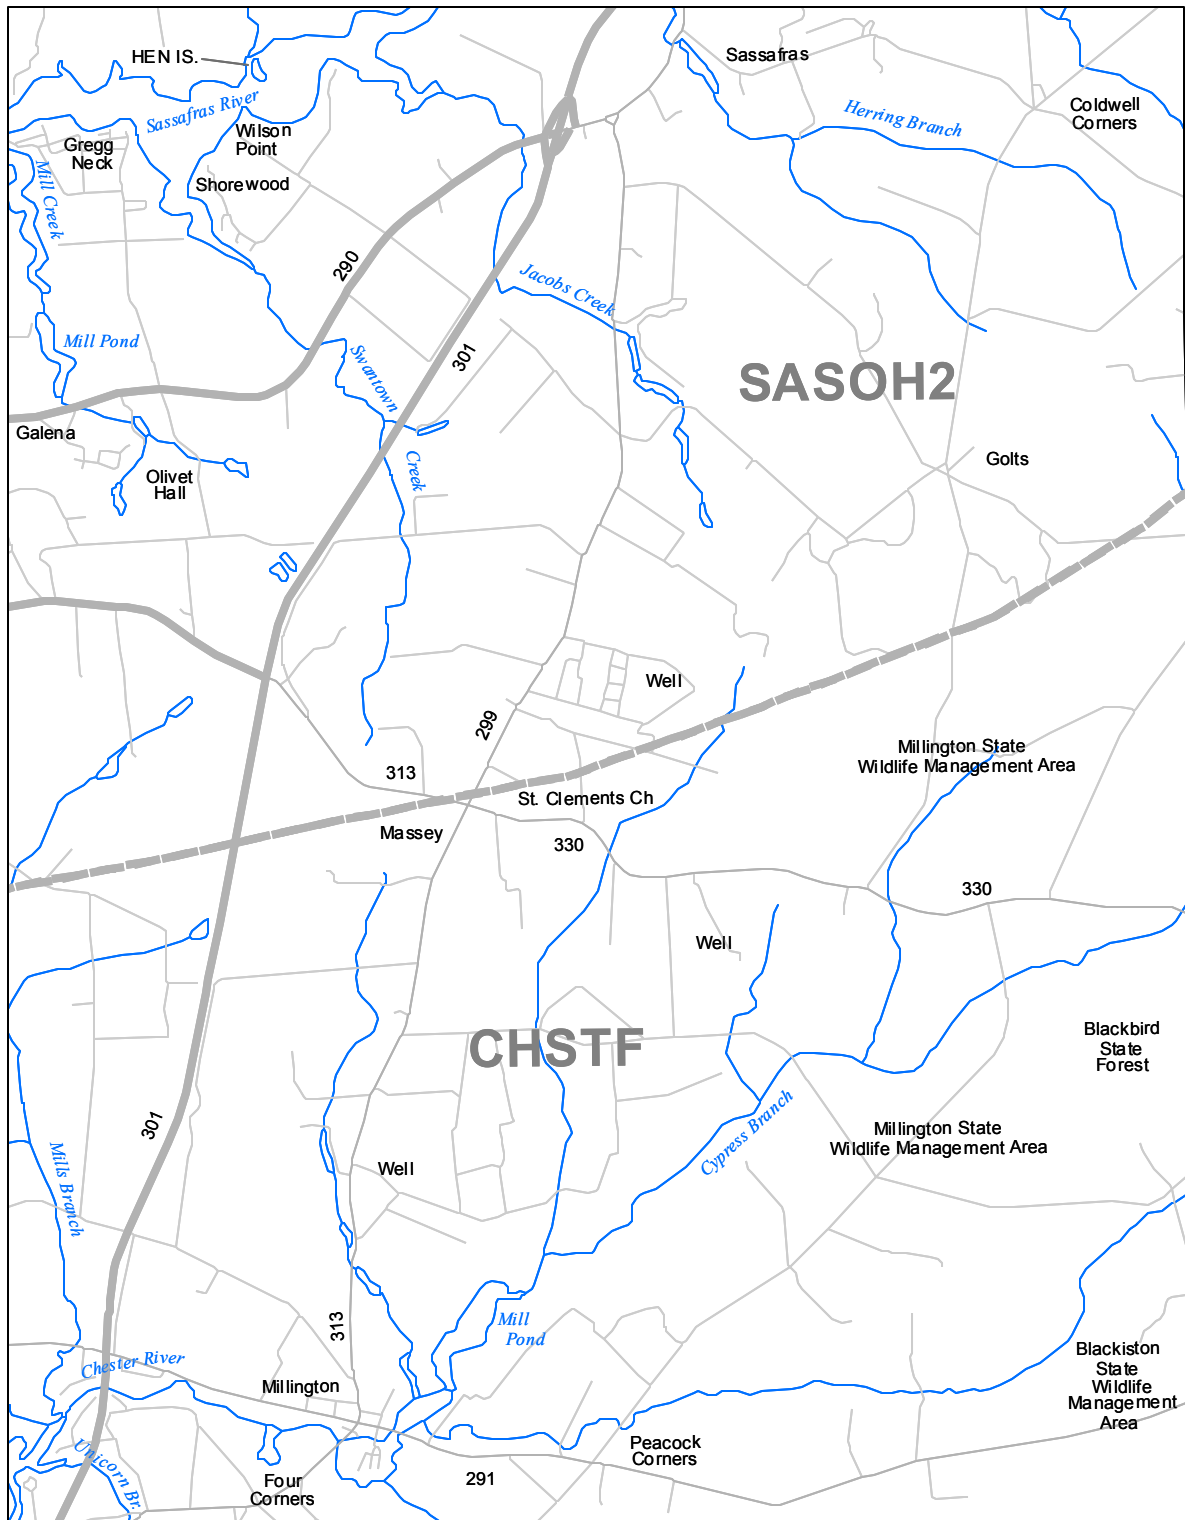 HEN IS.
Sassafras
Sassafras River
Herring Branch
Coldwell
Corners
Gregg
Neck
Wilson
Point
Mill Creek
Shorewood
290
Jacobs Creek
Mill Pond
301
Swantown
SASOH2
Galena
Creek
Golts
Olivet
Hall
Well
299
Millington State
Wildlife Management Area
313
St. Clements Ch
Massey
330
330
Well
CHSTF
Blackbird
State
Forest
301
Cypress Branch
Millington State
Wildlife Management Area
Mills Branch
Well
313
Mill
Pond
Chester River
Blackiston
State
Wildlife
Management
Area
Millington
Peacock
Corners
Unicorn Br.
Four
Corners
291